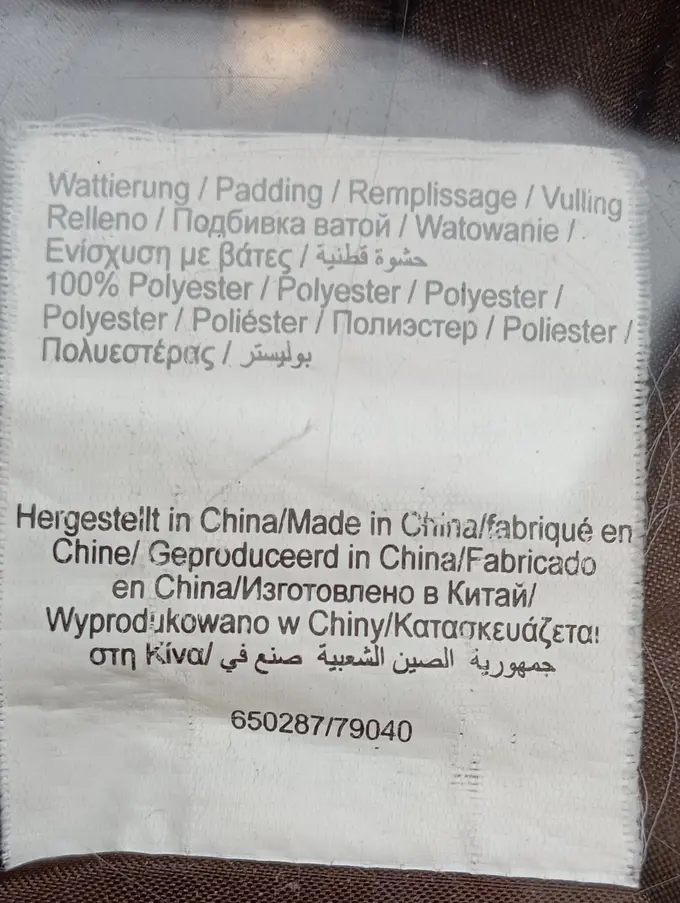 Wattierung / Padding / Remplissage / Vulling
Relleno / Подбивка ватой / Watowanie /
Ενίσχυση με βάτες / حشوة قطنية
100% Polyester / Polyester / Polyester /
Polyester / Poliéster / Полиэстер / Poliester /
Πολυεστέρας / بوليستر
Hergestellt in China/Made in China/fabriqué en
Chine/ Geproduceerd in China/Fabricado
en China/Изготовлено в Китай/
Wyprodukowano w Chiny/Κατασκευάζεται
στη Κίνα/ جمهورية الصين الشعبية صنع في
650287/79040